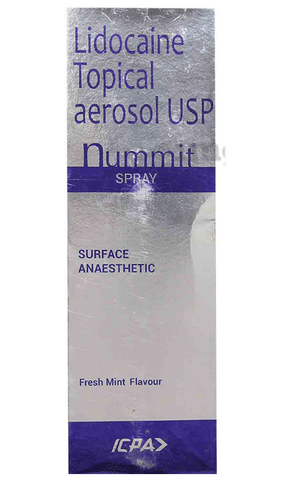 Lidocaine
Topical
aerosol USP
nummit
SPRAY
SURFACE
ANAESTHETIC
Fresh Mint Flavour
ICPA